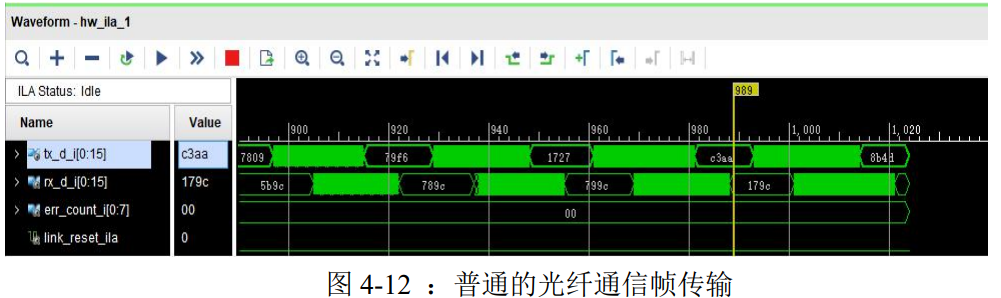 Waveform - hw_ila_1
ILA Status: Idle
989
Name Value
900 920 940 960 980 1,000 1,020
tx_d_i[0:15] c3aa 7809 79f6 1727 c3aa 8b4d
rx_d_i[0:15] 179c 5b9c 789c 799c 179c
err_count_i[0:7] 00 00
link_reset_ila 0
图 4-12 ：普通的光纤通信帧传输